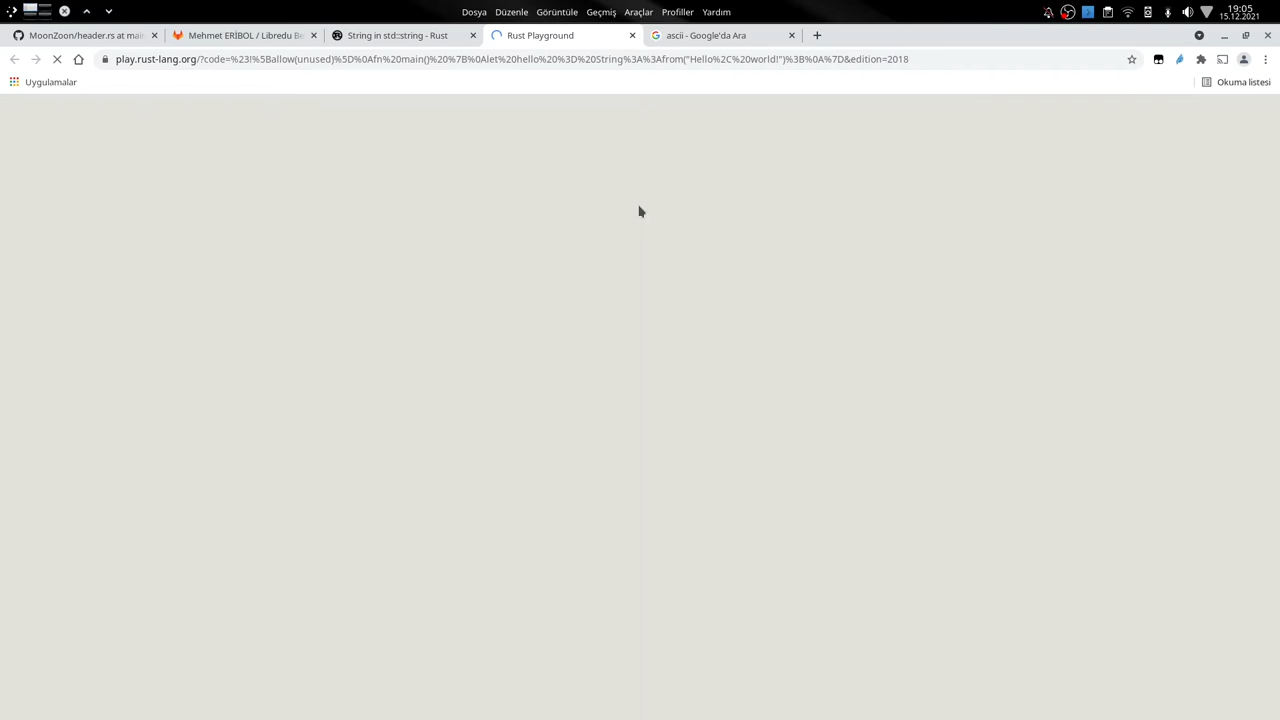 Dosya Düzenle Görüntüle Geçmiş Araçlar Profiller Yardım
19:05
15.12.2021
MoonZoon/header.rs at main
Mehmet ERİBOL / Libredu Be
String in std::string - Rust
Rust Playground
ascii - Google'da Ara
play.rust-lang.org/?code=%23!%5Ballow(unused)%5D%0Afn%20main()%20%7B%0Alet%20hello%20%3D%20String%3A%3Afrom("Hello%2C%20world!")%3B%0A%7D&edition=2018
Uygulamalar
Okuma listesi